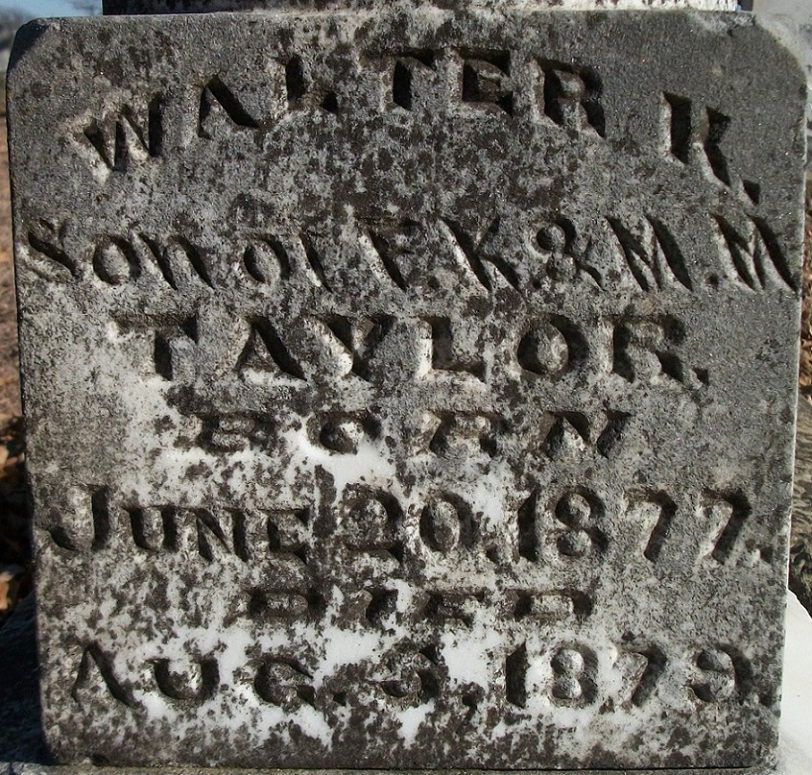 WALTER K.
Son of F. K. & M. M.
TAYLOR.
BORN
JUNE 20, 1877.
DIED
AUG. 3, 1879.